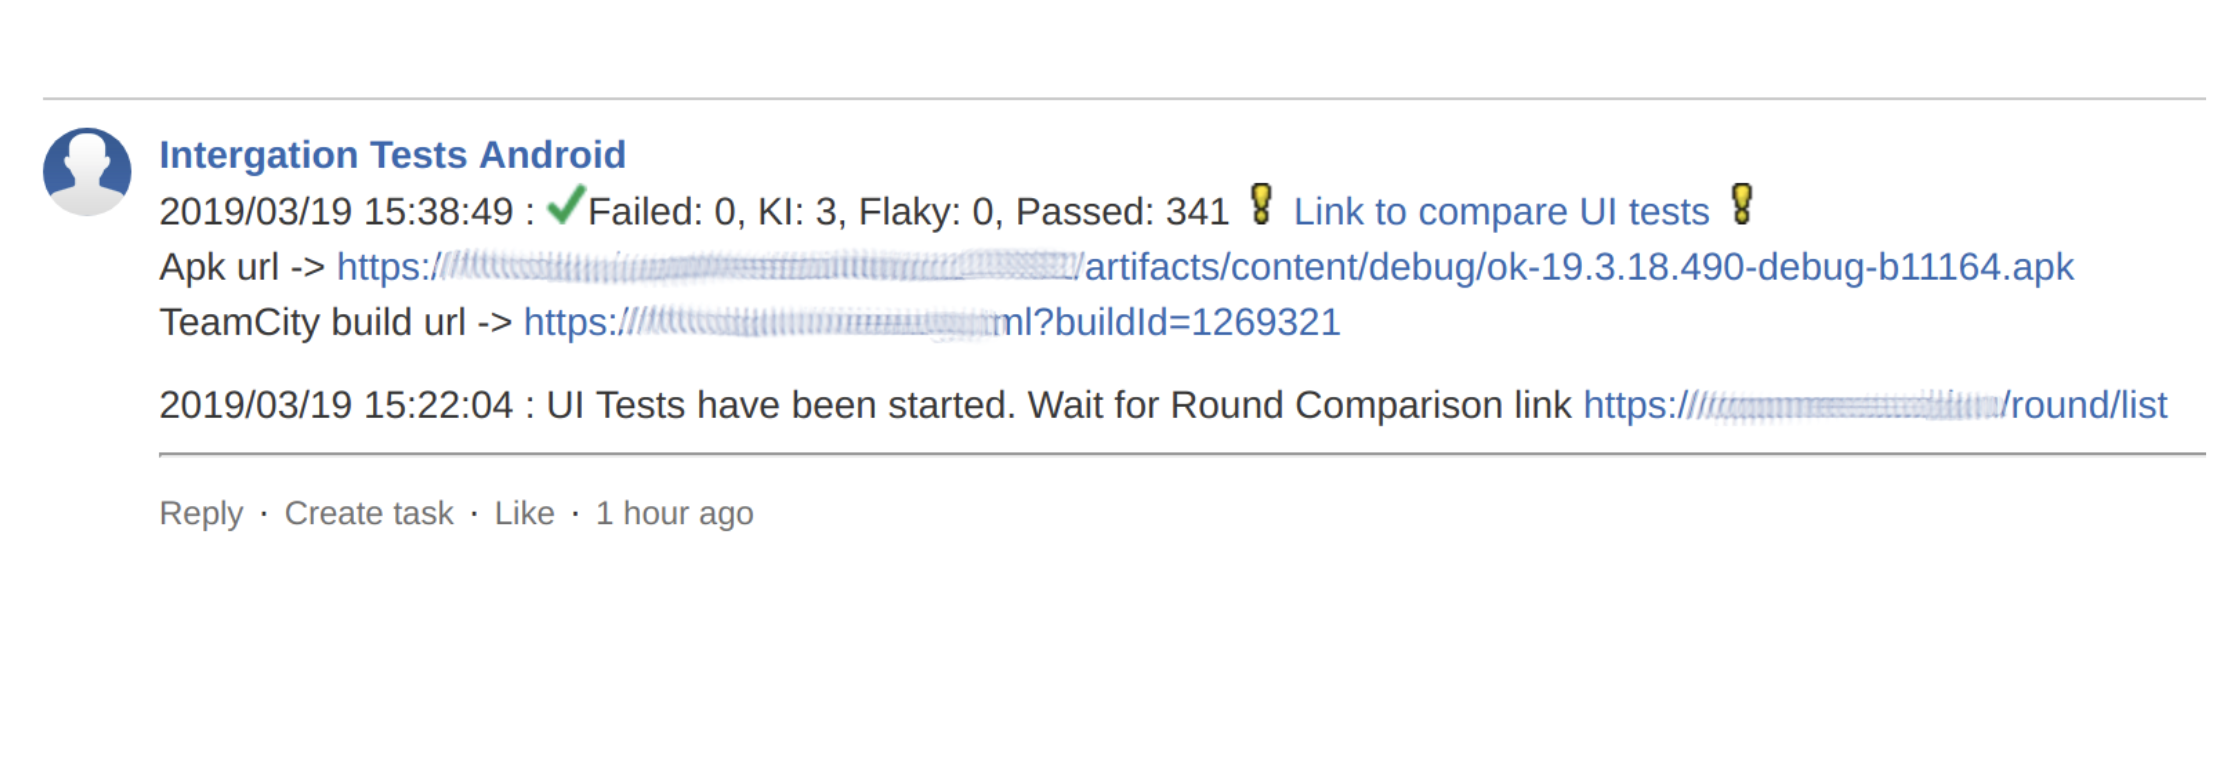 Intergation Tests Android
2019/03/19 15:38:49 : Failed: 0, KI: 3, Flaky: 0, Passed: 341 Link to compare UI tests
Apk url -> https:/ /artifacts/content/debug/ok-19.3.18.490-debug-b11164.apk
TeamCity build url -> https:/ ml?buildId=1269321
2019/03/19 15:22:04 : UI Tests have been started. Wait for Round Comparison link https:// /round/list
Reply · Create task · Like · 1 hour ago